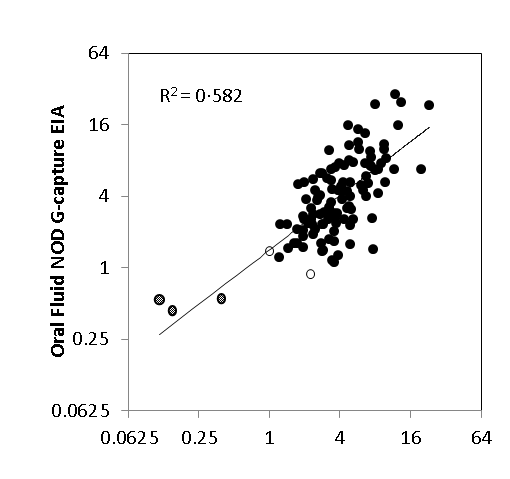 64
R² = 0·582
16
4
1
0.25
0.0625
Oral Fluid NOD G-capture EIA
0.0625 0.25 1 4 16 64